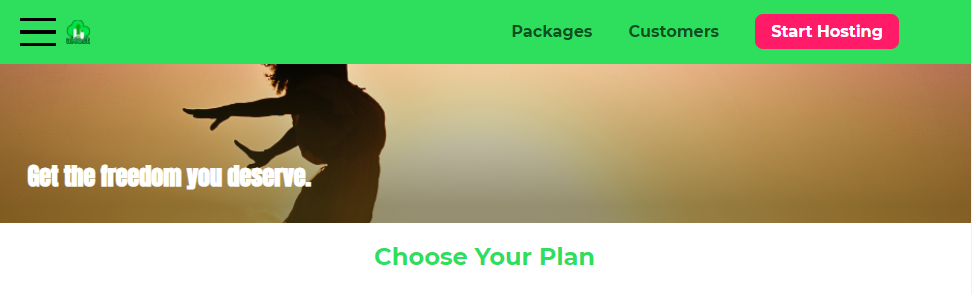 Packages Customers Start Hosting
Get the freedom you deserve.
Choose Your Plan